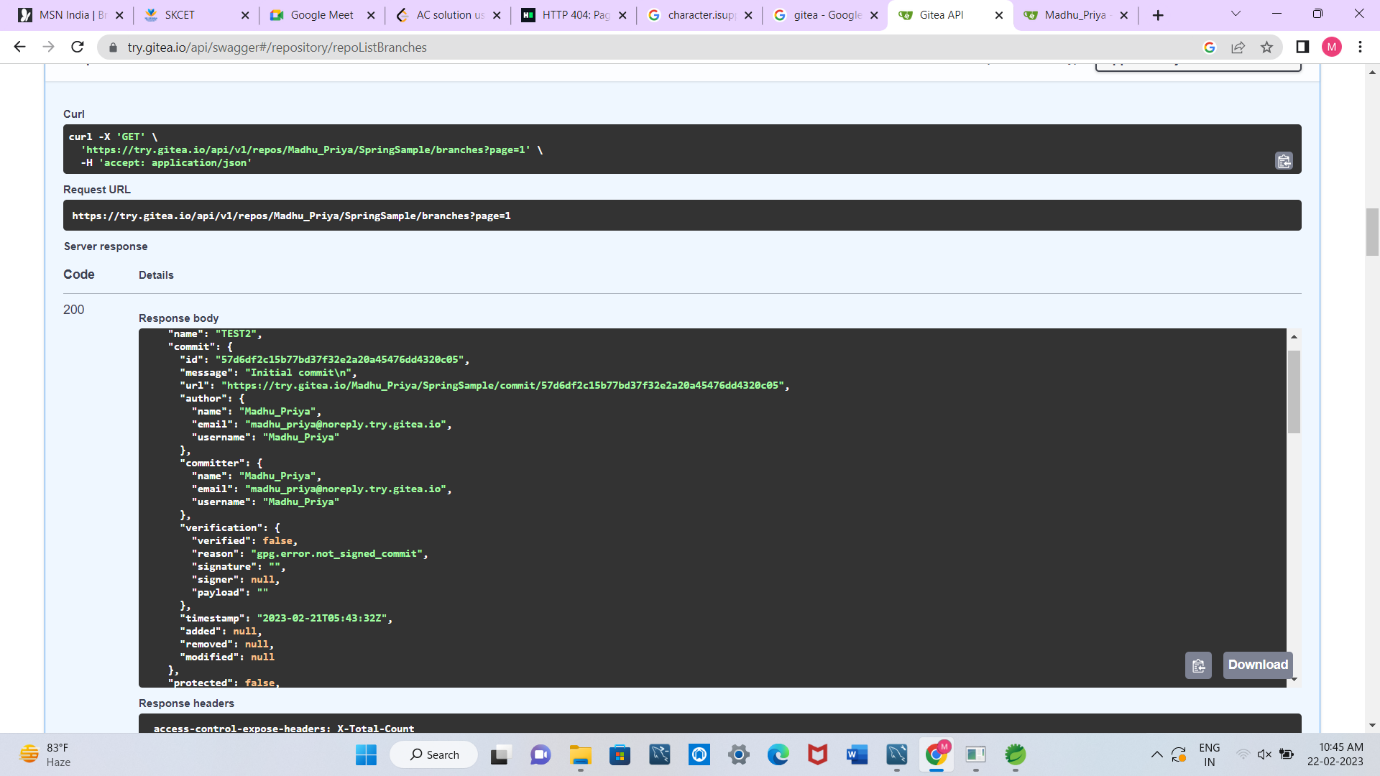 MSN India | Br
SKCET
Google Meet
AC solution us
HTTP 404: Pag
character.isupp
gitea - Google
Gitea API
Madhu_Priya -
try.gitea.io/api/swagger#/repository/repoListBranches
M
Curl
curl -X 'GET' \
'https://try.gitea.io/api/v1/repos/Madhu_Priya/SpringSample/branches?page=1' \
-H 'accept: application/json'
Request URL
https://try.gitea.io/api/v1/repos/Madhu_Priya/SpringSample/branches?page=1
Server response
Code Details
200
Response body
"name": "TEST2",
"commit": {
"id": "57d6df2c15b77bd37f32e2a20a45476dd4320c05",
"message": "Initial commit\n",
"url": "https://try.gitea.io/Madhu_Priya/SpringSample/commit/57d6df2c15b77bd37f32e2a20a45476dd4320c05",
"author": {
"name": "Madhu_Priya",
"email": "madhu_priya@noreply.try.gitea.io",
"username": "Madhu_Priya"
},
"committer": {
"name": "Madhu_Priya",
"email": "madhu_priya@noreply.try.gitea.io",
"username": "Madhu_Priya"
},
"verification": {
"verified": false,
"reason": "gpg.error.not_signed_commit",
"signature": "",
"signer": null,
"payload": ""
},
"timestamp": "2023-02-21T05:43:32Z",
"added": null,
"removed": null,
"modified": null
},
"protected": false,
Download
Response headers
access-control-expose-headers: X-Total-Count
83°F
Haze
Search
M
ENG
IN
10:45 AM
22-02-2023